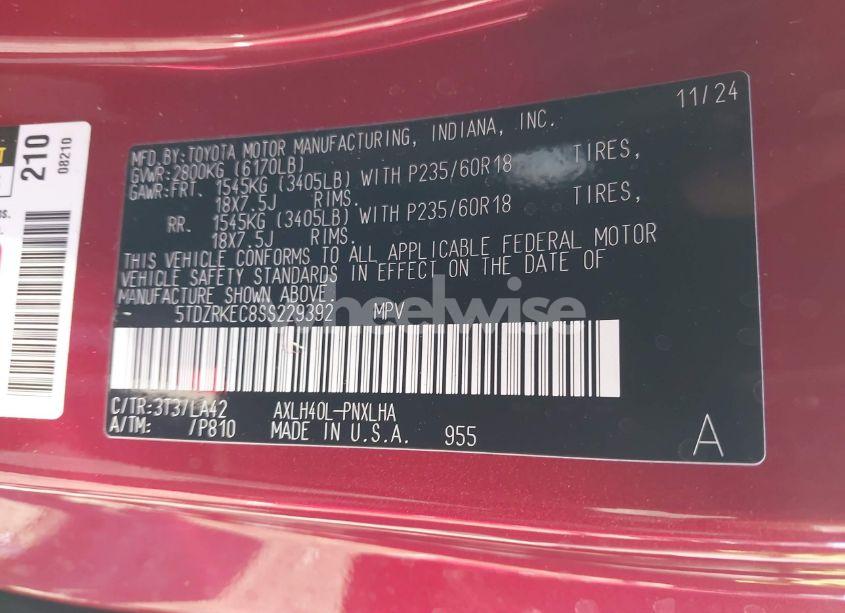 11/24
MFD.BY:TOYOTA MOTOR MANUFACTURING, INDIANA, INC.
GVWR:2800KG (6170LB)
GAWR:FRT. 1545KG (3405LB) WITH P235/60R18 TIRES,
18X7.5J RIMS.
RR. 1545KG (3405LB) WITH P235/60R18 TIRES,
18X7.5J RIMS.
THIS VEHICLE CONFORMS TO ALL APPLICABLE FEDERAL MOTOR
VEHICLE SAFETY STANDARDS IN EFFECT ON THE DATE OF
MANUFACTURE SHOWN ABOVE.
5TDZRKEC8SS229392 MPV
C/TR:3T3/LA42 AXLH40L-PNXLHA
A/TM: /P810 MADE IN U.S.A. 955
A
210
08210
wheelwise